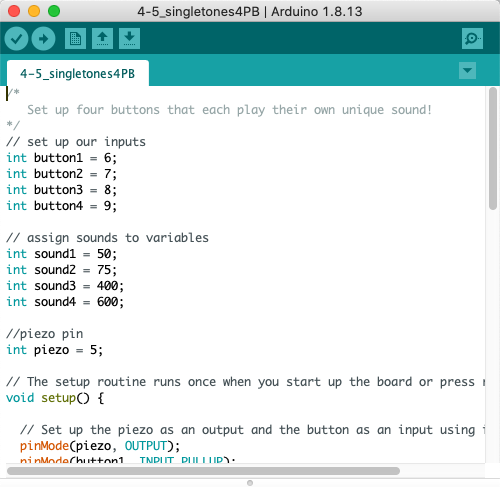 4-5_singletones4PB | Arduino 1.8.13
4-5_singletones4PB
/*
Set up four buttons that each play their own unique sound!
*/
// set up our inputs
int button1 = 6;
int button2 = 7;
int button3 = 8;
int button4 = 9;
// assign sounds to variables
int sound1 = 50;
int sound2 = 75;
int sound3 = 400;
int sound4 = 600;
//piezo pin
int piezo = 5;
// The setup routine runs once when you start up the board or press
void setup() {
// Set up the piezo as an output and the button as an input using
pinMode(piezo, OUTPUT);
pinMode(button1, INPUT_PULLUP);